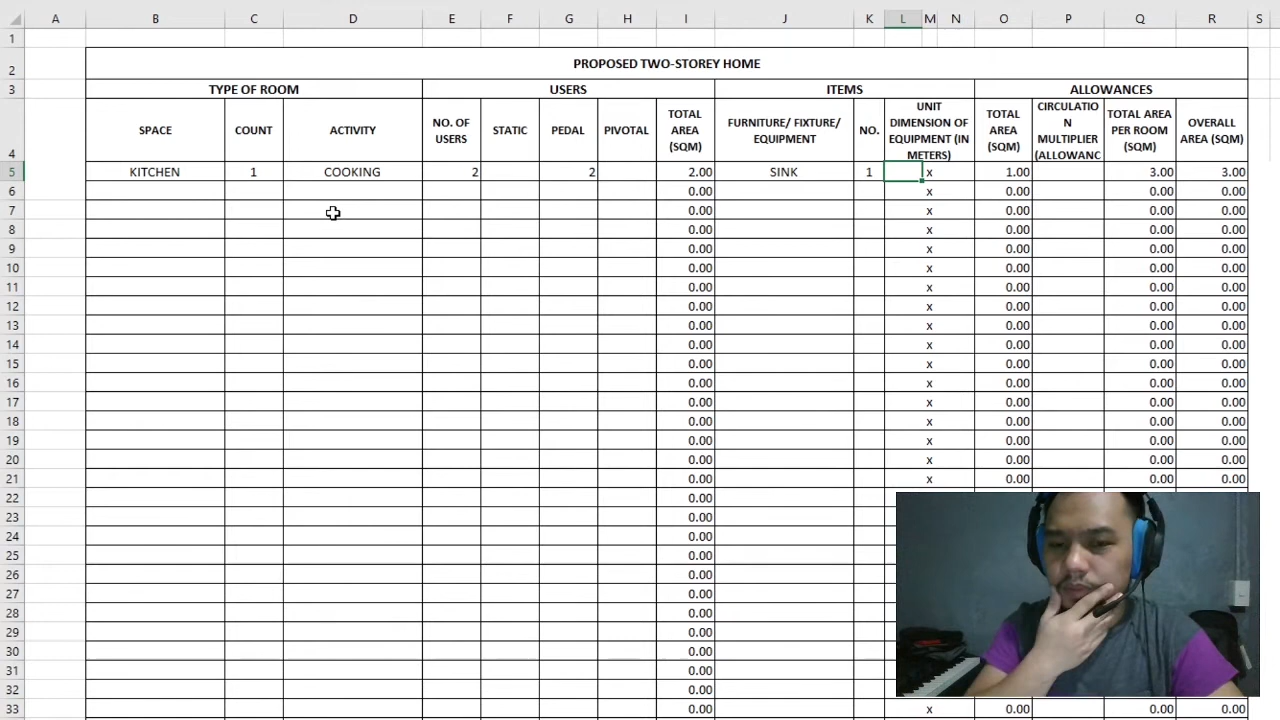 A B C D E F G H I J K L M N O P Q R S
1
2 PROPOSED TWO-STOREY HOME
3 TYPE OF ROOM USERS ITEMS ALLOWANCES
4 SPACE COUNT ACTIVITY NO. OF USERS STATIC PEDAL PIVOTAL TOTAL AREA (SQM) FURNITURE/ FIXTURE/ EQUIPMENT NO. UNIT DIMENSION OF EQUIPMENT (IN METERS) TOTAL AREA (SQM) CIRCULATIO N MULTIPLIER (ALLOWANC TOTAL AREA PER ROOM (SQM) OVERALL AREA (SQM)
5 KITCHEN 1 COOKING 2 2 2.00 SINK 1 x 1.00 3.00 3.00
6 0.00 x 0.00 0.00 0.00
7 0.00 x 0.00 0.00 0.00
8 0.00 x 0.00 0.00 0.00
9 0.00 x 0.00 0.00 0.00
10 0.00 x 0.00 0.00 0.00
11 0.00 x 0.00 0.00 0.00
12 0.00 x 0.00 0.00 0.00
13 0.00 x 0.00 0.00 0.00
14 0.00 x 0.00 0.00 0.00
15 0.00 x 0.00 0.00 0.00
16 0.00 x 0.00 0.00 0.00
17 0.00 x 0.00 0.00 0.00
18 0.00 x 0.00 0.00 0.00
19 0.00 x 0.00 0.00 0.00
20 0.00 x 0.00 0.00 0.00
21 0.00 x 0.00 0.00 0.00
22 0.00
23 0.00
24 0.00
25 0.00
26 0.00
27 0.00
28 0.00
29 0.00
30 0.00
31 0.00
32 0.00
33 0.00 x 0.00 0.00 0.00